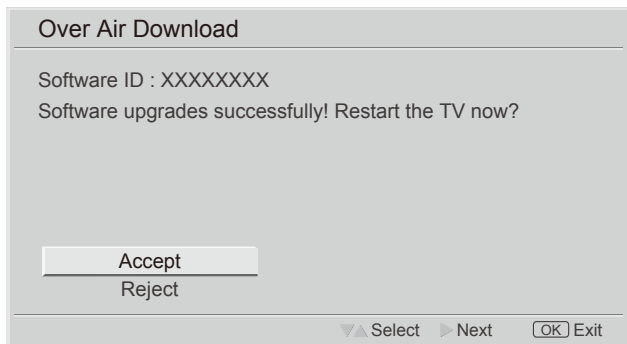 Over Air Download
Software ID : XXXXXXXX
Software upgrades successfully! Restart the TV now?
Accept
Reject
Select Next OK Exit